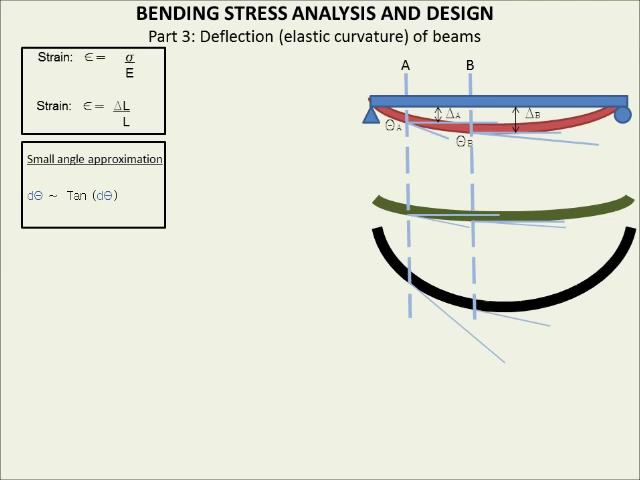 BENDING STRESS ANALYSIS AND DESIGN
Part 3: Deflection (elastic curvature) of beams
Strain: ∈= σ
E
Strain: ∈= ΔL
L
Small angle approximation
dΘ ~ Tan (dΘ)
A B
ΔA ΔB
ΘA
ΘB